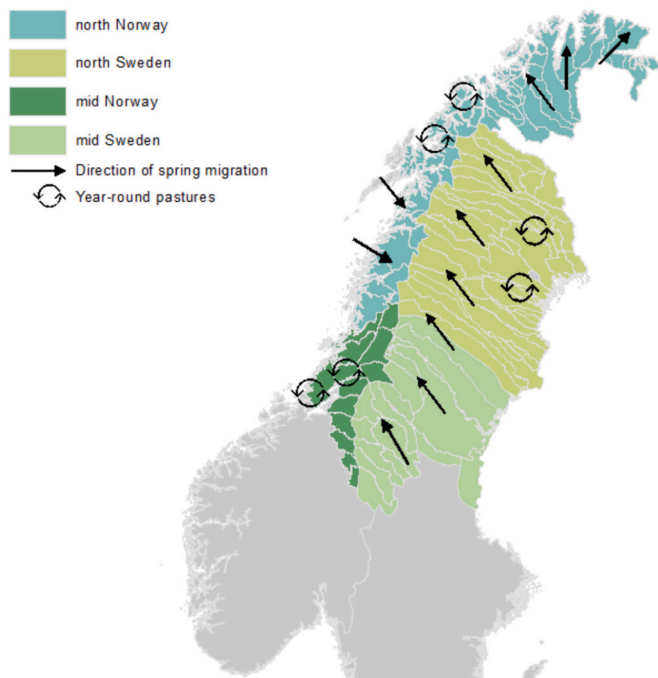 north Norway
north Sweden
mid Norway
mid Sweden
Direction of spring migration
Year-round pastures